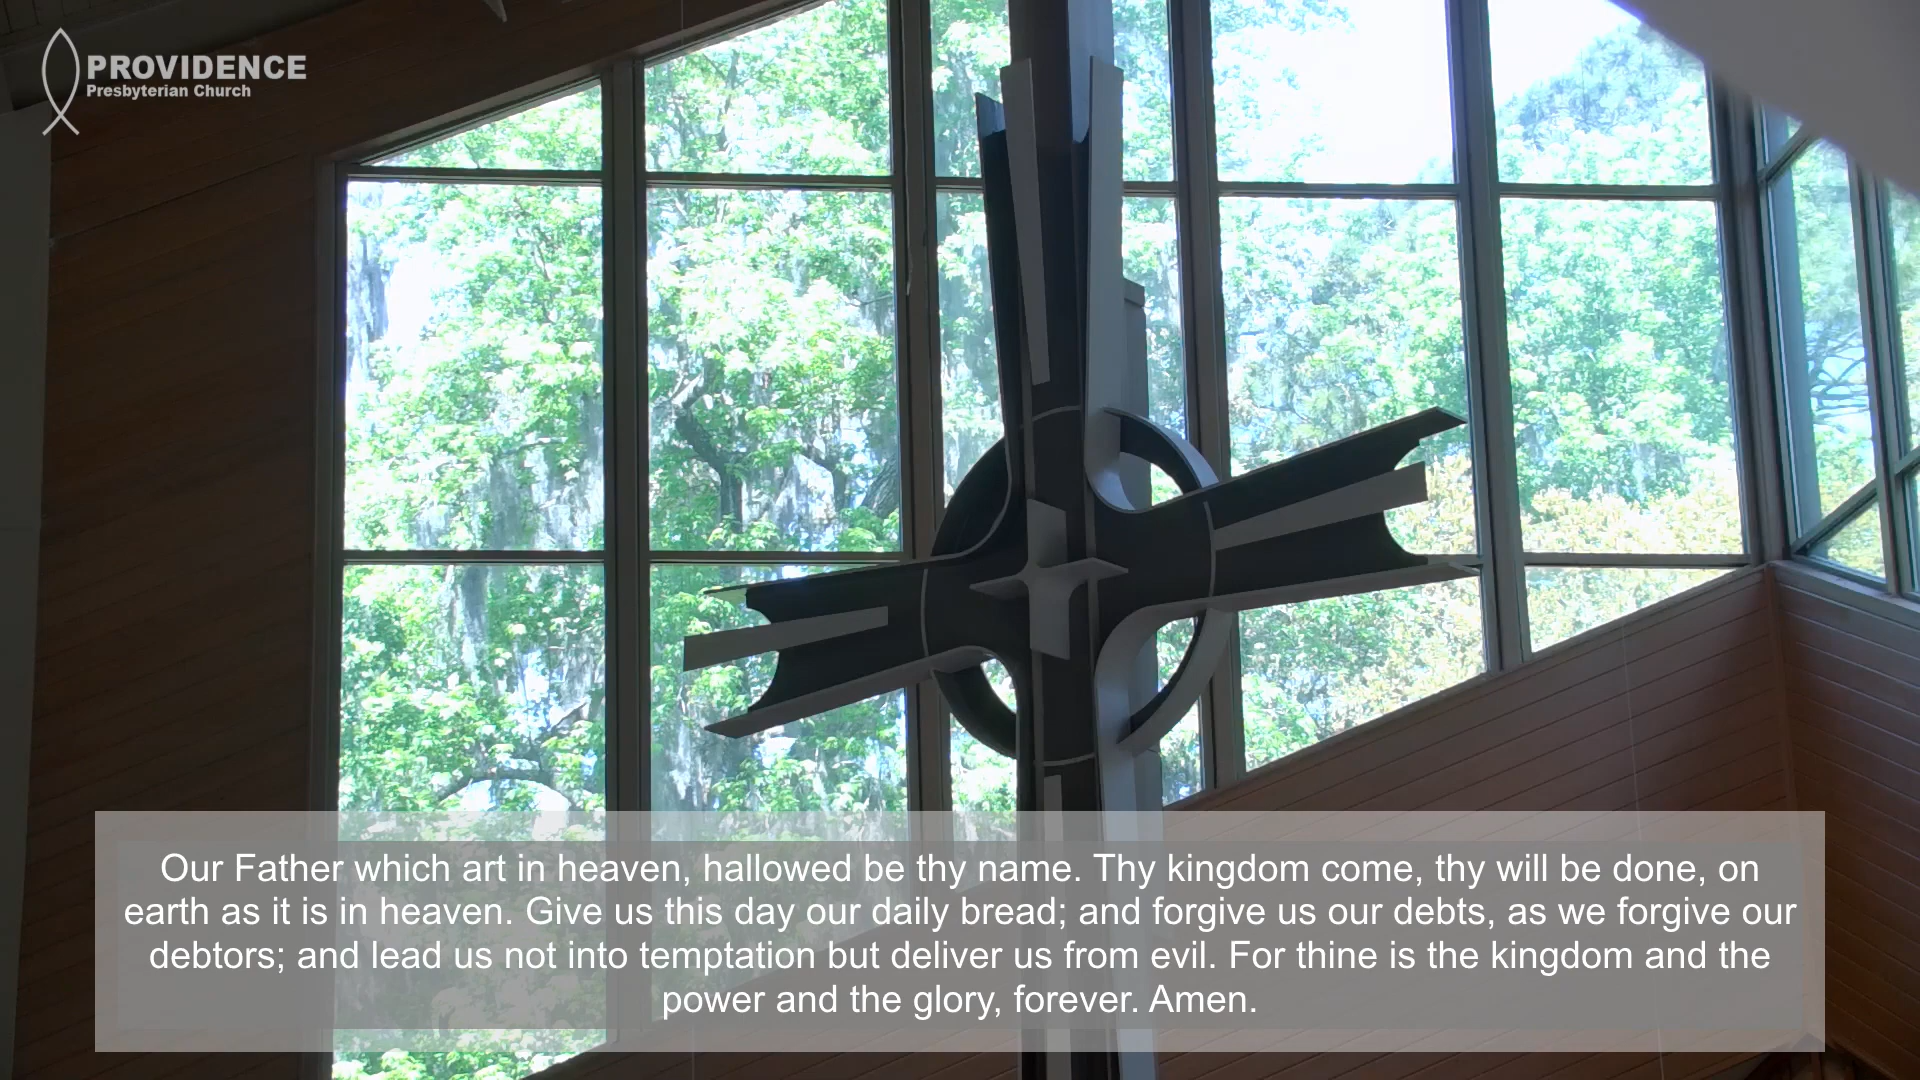 PROVIDENCE
Presbyterian Church
Our Father which art in heaven, hallowed be thy name. Thy kingdom come, thy will be done, on
earth as it is in heaven. Give us this day our daily bread; and forgive us our debts, as we forgive our
debtors; and lead us not into temptation but deliver us from evil. For thine is the kingdom and the
power and the glory, forever. Amen.